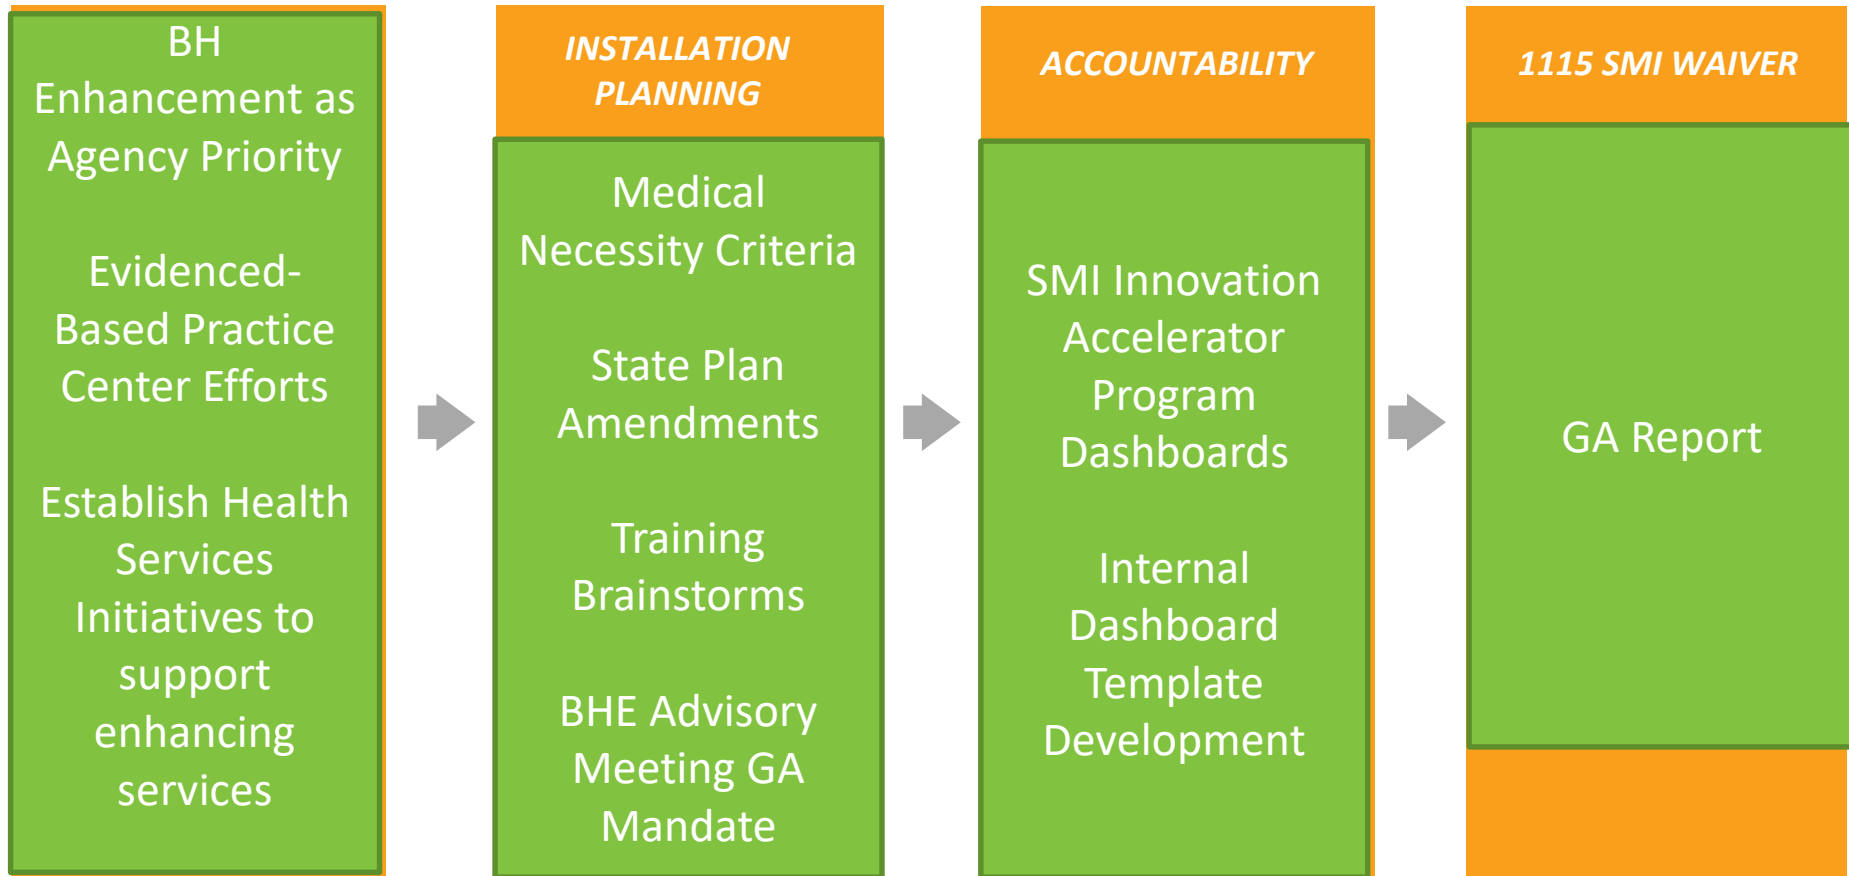 BH
Enhancement as
Agency Priority
Evidenced-
Based Practice
Center Efforts
Establish Health
Services
Initiatives to
support
enhancing
services
INSTALLATION
PLANNING
Medical
Necessity Criteria
State Plan
Amendments
Training
Brainstorms
BHE Advisory
Meeting GA
Mandate
ACCOUNTABILITY
SMI Innovation
Accelerator
Program
Dashboards
Internal
Dashboard
Template
Development
1115 SMI WAIVER
GA Report